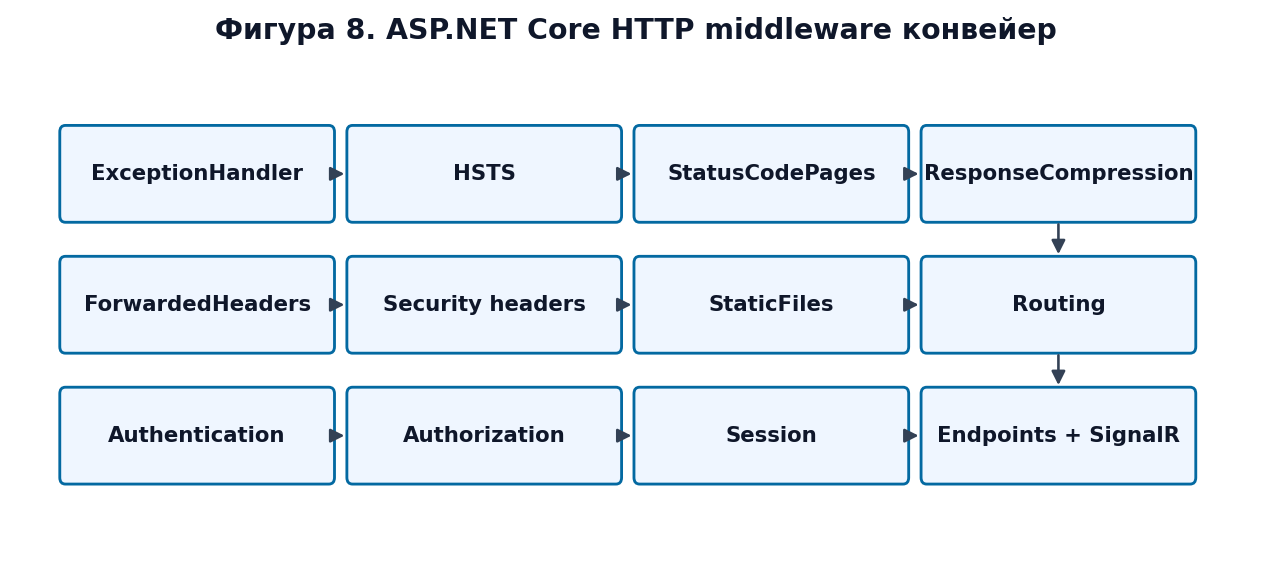 Фигура 8. ASP.NET Core HTTP middleware конвейер
ExceptionHandler
HSTS
StatusCodePages
ResponseCompression
ForwardedHeaders
Security headers
StaticFiles
Routing
Authentication
Authorization
Session
Endpoints + SignalR